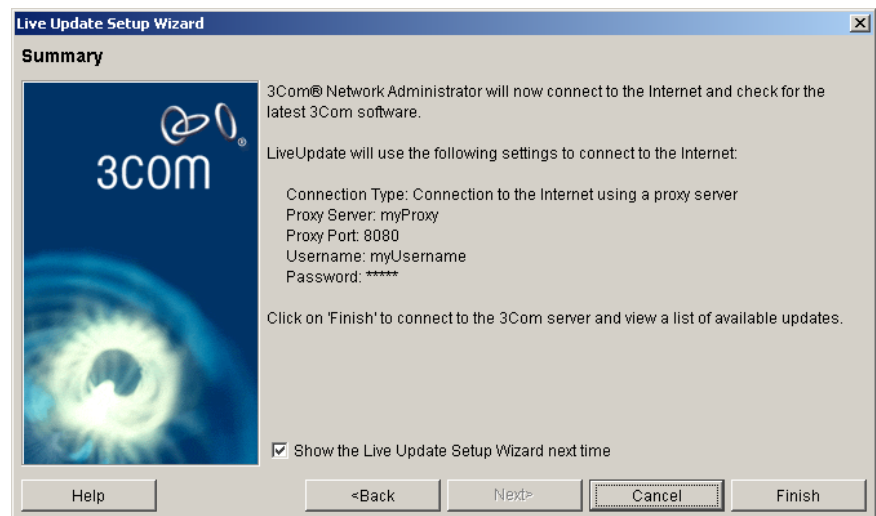 Live Update Setup Wizard
Summary
3Com® Network Administrator will now connect to the Internet and check for the
latest 3Com software.
LiveUpdate will use the following settings to connect to the Internet:
Connection Type: Connection to the Internet using a proxy server
Proxy Server: myProxy
Proxy Port: 8080
Username: myUsername
Password: *****
Click on 'Finish' to connect to the 3Com server and view a list of available updates.
3COM ®
Show the Live Update Setup Wizard next time
Help
<Back
Next>
Cancel
Finish